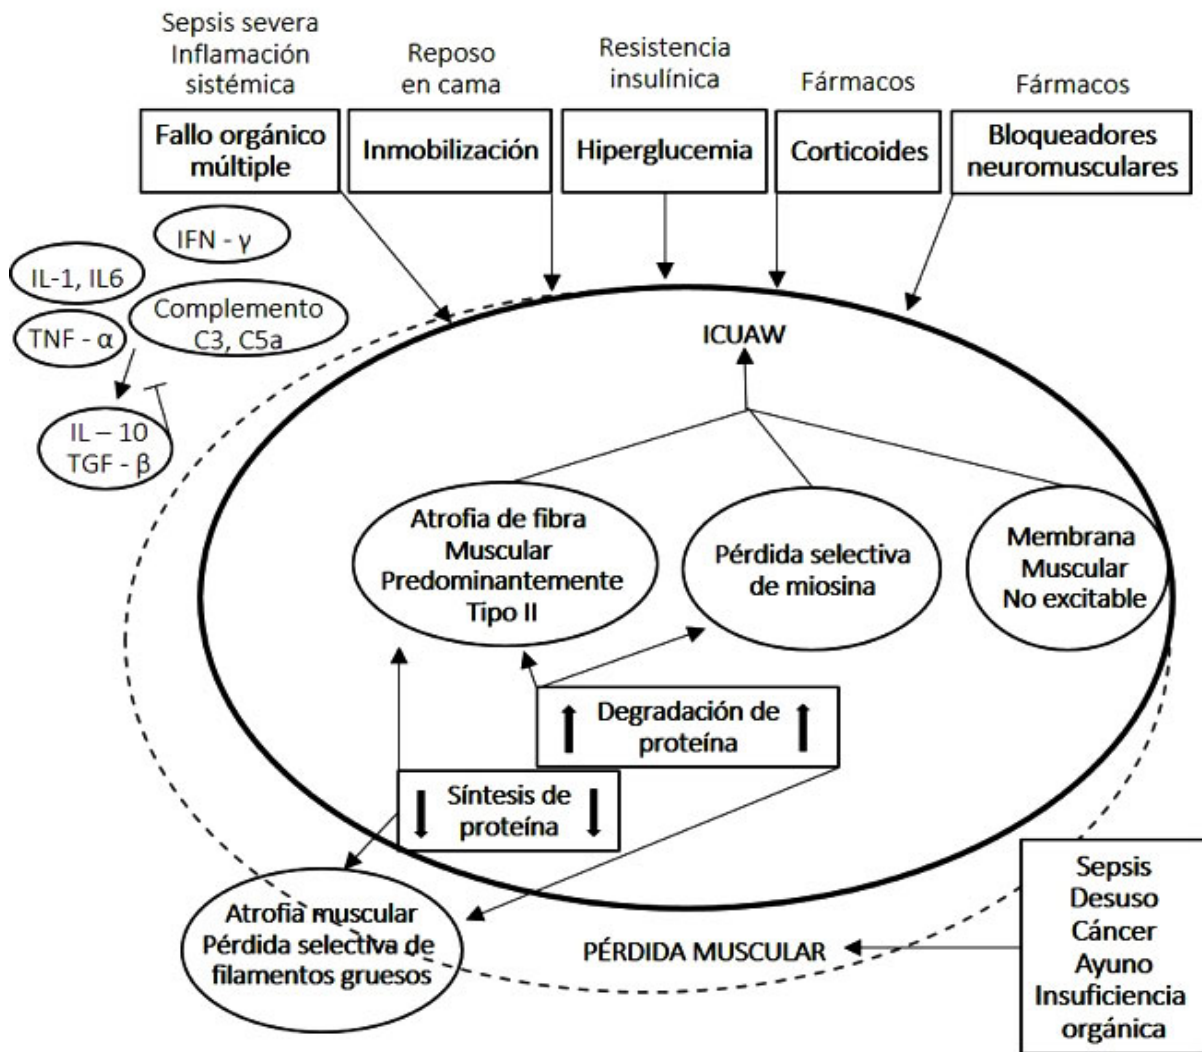 Sepsis severa
Inflamación
sistémica
Reposo
en cama
Resistencia
insulínica
Fármacos
Fármacos
Fallo orgánico
múltiple
Inmobilización
Hiperglucemia
Corticoides
Bloqueadores
neuromusculares
IFN - γ
IL-1, IL6
Complemento
C3, C5a
TNF - α
IL – 10
TGF - β
ICUAW
Atrofia de fibra
Muscular
Predominantemente
Tipo II
Pérdida selectiva
de miosina
Membrana
Muscular
No excitable
Degradación de
proteína
Síntesis de
proteína
Atrofia muscular
Pérdida selectiva de
filamentos gruesos
PÉRDIDA MUSCULAR
Sepsis
Desuso
Cáncer
Ayuno
Insuficiencia
orgánica